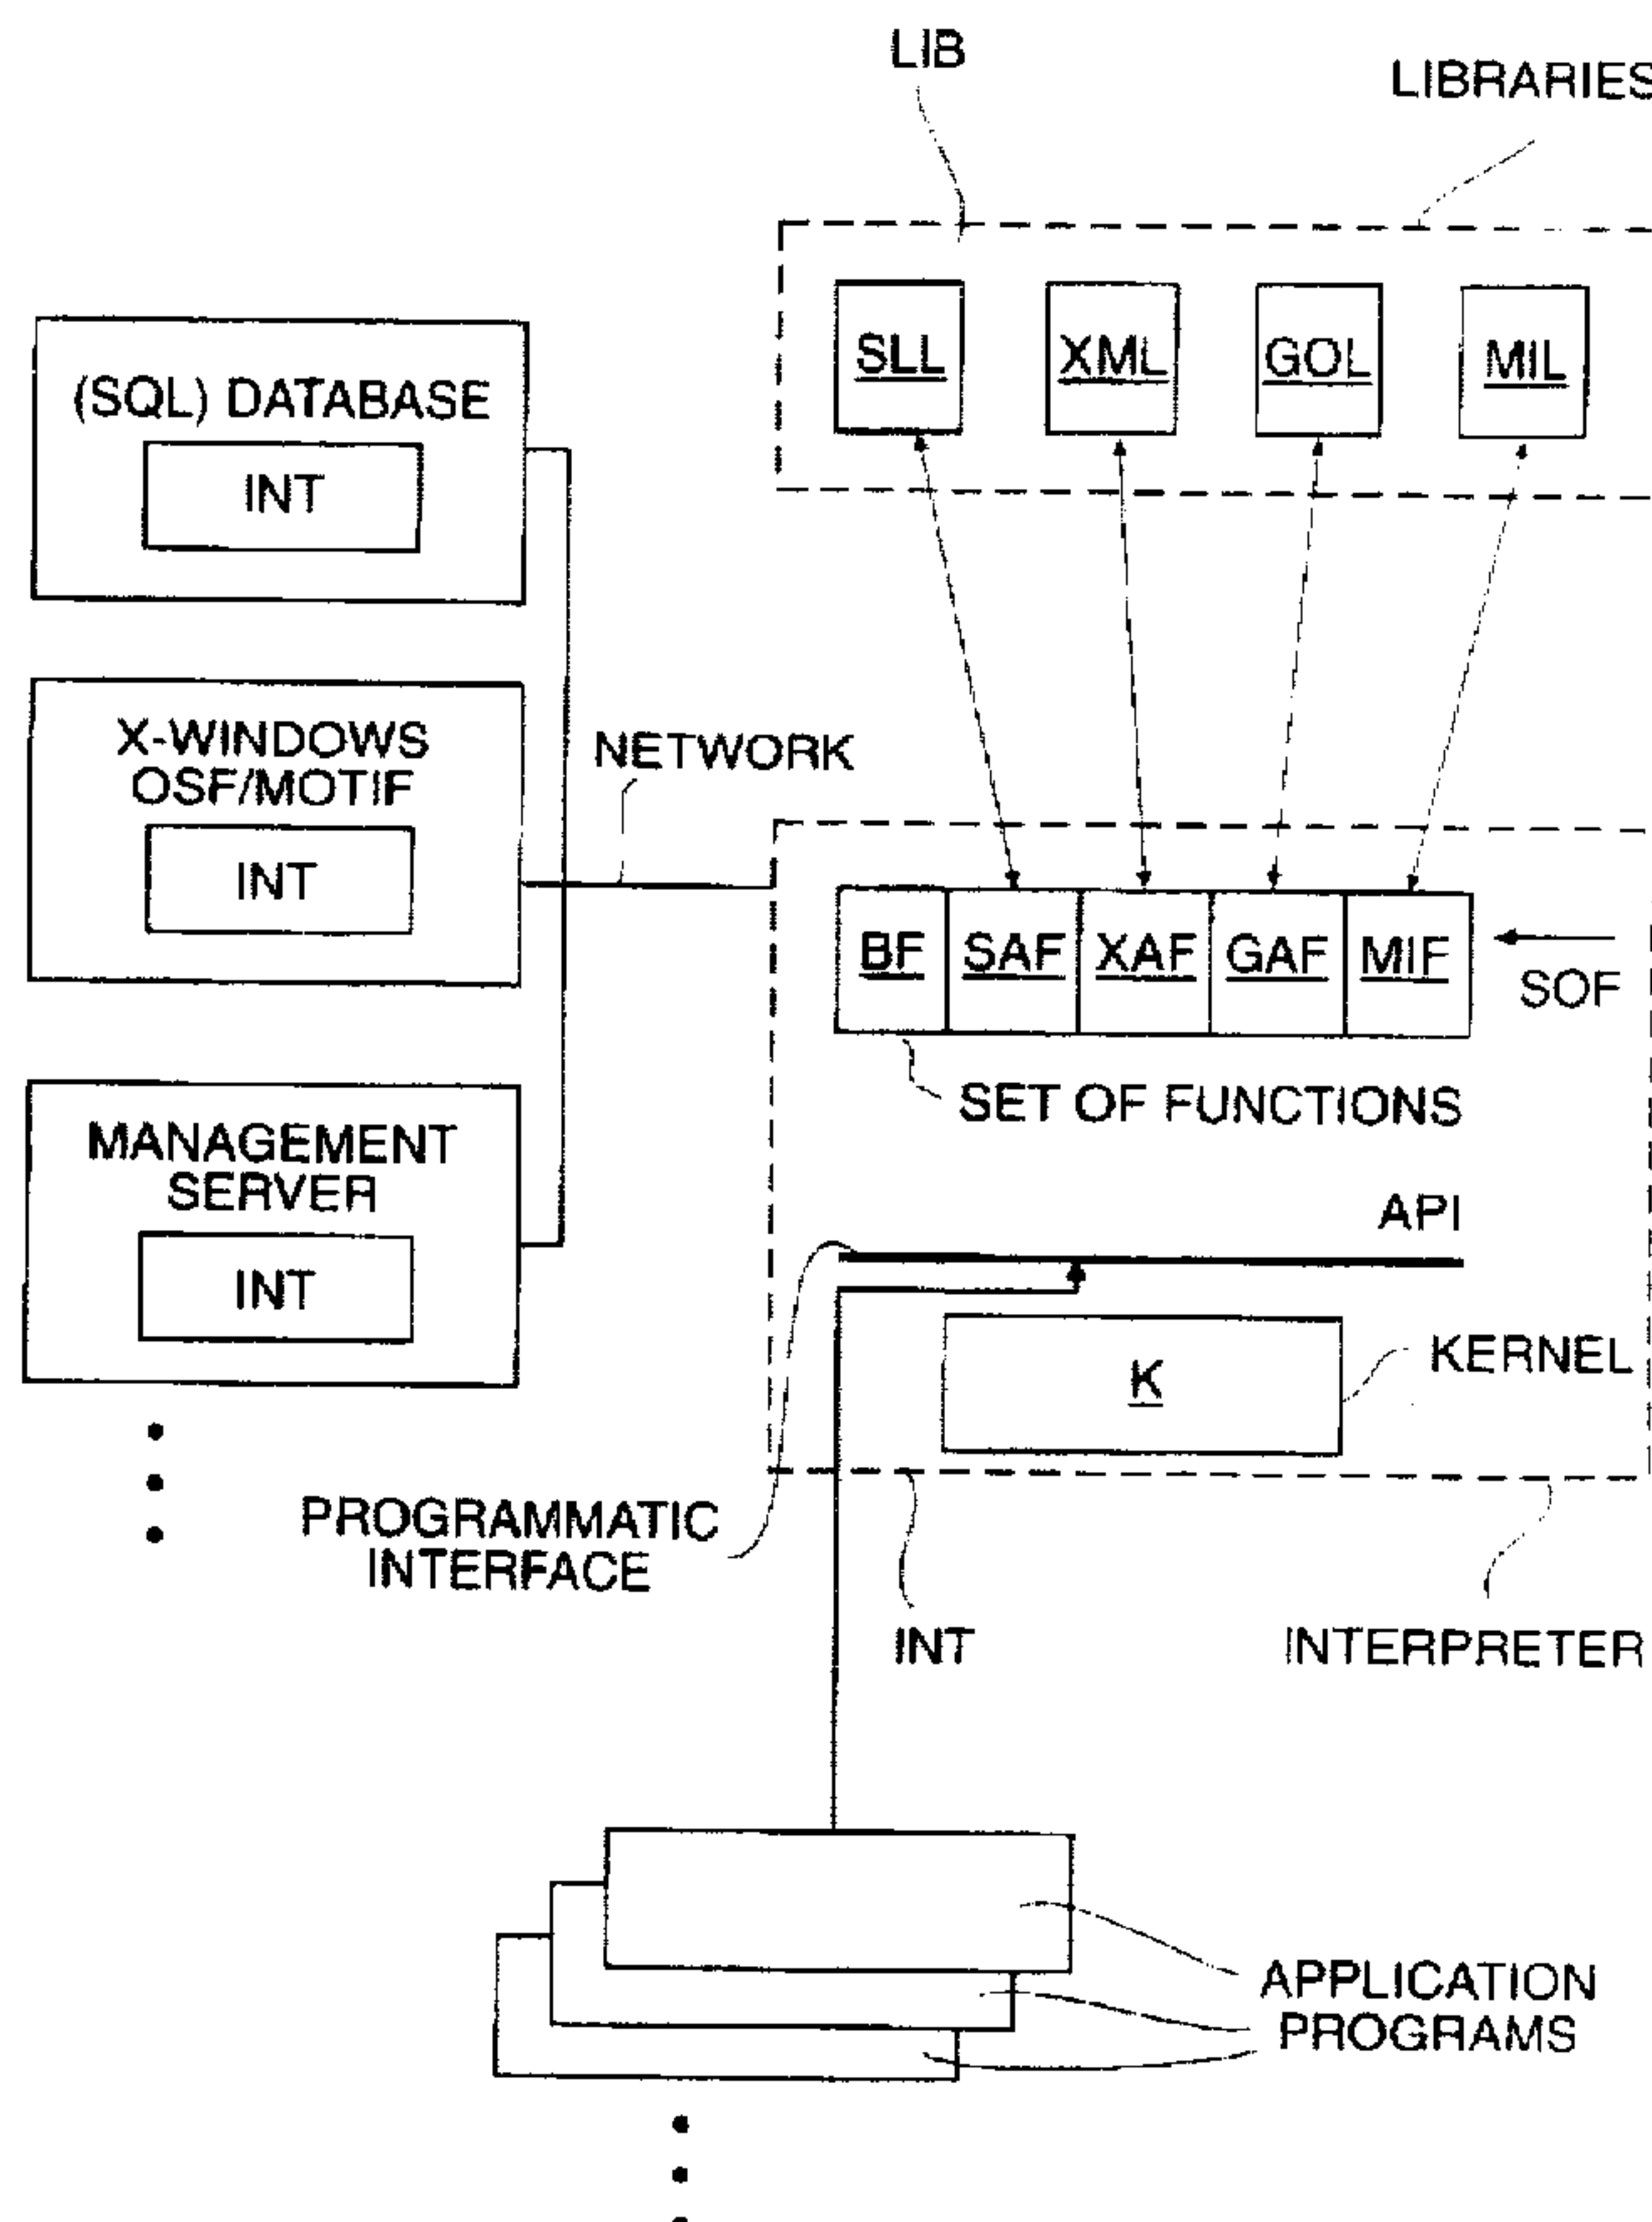 LIB
LIBRARIES
SLL
XML
GOL
MIL
(SQL) DATABASE
INT
X-WINDOWS
OSF/MOTIF
INT
NETWORK
BF
SAF
XAF
GAF
MIF
SOF
SET OF FUNCTIONS
MANAGEMENT
SERVER
INT
API
K
KERNEL
PROGRAMMATIC
INTERFACE
INT
INTERPRETER
APPLICATION
PROGRAMS